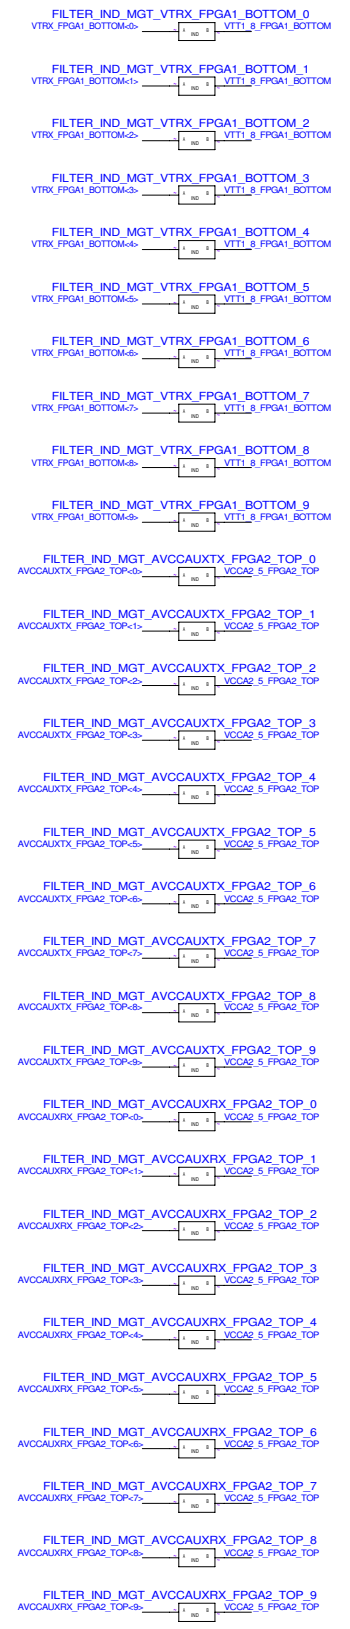 FILTER_IND_MGT_VTRX_FPGA1_BOTTOM_0
VTRX_FPGA1_BOTTOM<0> A IND B VTT1_8_FPGA1_BOTTOM
FILTER_IND_MGT_VTRX_FPGA1_BOTTOM_1
VTRX_FPGA1_BOTTOM<1> A IND B VTT1_8_FPGA1_BOTTOM
FILTER_IND_MGT_VTRX_FPGA1_BOTTOM_2
VTRX_FPGA1_BOTTOM<2> A IND B VTT1_8_FPGA1_BOTTOM
FILTER_IND_MGT_VTRX_FPGA1_BOTTOM_3
VTRX_FPGA1_BOTTOM<3> A IND B VTT1_8_FPGA1_BOTTOM
FILTER_IND_MGT_VTRX_FPGA1_BOTTOM_4
VTRX_FPGA1_BOTTOM<4> A IND B VTT1_8_FPGA1_BOTTOM
FILTER_IND_MGT_VTRX_FPGA1_BOTTOM_5
VTRX_FPGA1_BOTTOM<5> A IND B VTT1_8_FPGA1_BOTTOM
FILTER_IND_MGT_VTRX_FPGA1_BOTTOM_6
VTRX_FPGA1_BOTTOM<6> A IND B VTT1_8_FPGA1_BOTTOM
FILTER_IND_MGT_VTRX_FPGA1_BOTTOM_7
VTRX_FPGA1_BOTTOM<7> A IND B VTT1_8_FPGA1_BOTTOM
FILTER_IND_MGT_VTRX_FPGA1_BOTTOM_8
VTRX_FPGA1_BOTTOM<8> A IND B VTT1_8_FPGA1_BOTTOM
FILTER_IND_MGT_VTRX_FPGA1_BOTTOM_9
VTRX_FPGA1_BOTTOM<9> A IND B VTT1_8_FPGA1_BOTTOM
FILTER_IND_MGT_AVCCAUXTX_FPGA2_TOP_0
AVCCAUXTX_FPGA2_TOP<0> A IND B VCCA2_5_FPGA2_TOP
FILTER_IND_MGT_AVCCAUXTX_FPGA2_TOP_1
AVCCAUXTX_FPGA2_TOP<1> A IND B VCCA2_5_FPGA2_TOP
FILTER_IND_MGT_AVCCAUXTX_FPGA2_TOP_2
AVCCAUXTX_FPGA2_TOP<2> A IND B VCCA2_5_FPGA2_TOP
FILTER_IND_MGT_AVCCAUXTX_FPGA2_TOP_3
AVCCAUXTX_FPGA2_TOP<3> A IND B VCCA2_5_FPGA2_TOP
FILTER_IND_MGT_AVCCAUXTX_FPGA2_TOP_4
AVCCAUXTX_FPGA2_TOP<4> A IND B VCCA2_5_FPGA2_TOP
FILTER_IND_MGT_AVCCAUXTX_FPGA2_TOP_5
AVCCAUXTX_FPGA2_TOP<5> A IND B VCCA2_5_FPGA2_TOP
FILTER_IND_MGT_AVCCAUXTX_FPGA2_TOP_6
AVCCAUXTX_FPGA2_TOP<6> A IND B VCCA2_5_FPGA2_TOP
FILTER_IND_MGT_AVCCAUXTX_FPGA2_TOP_7
AVCCAUXTX_FPGA2_TOP<7> A IND B VCCA2_5_FPGA2_TOP
FILTER_IND_MGT_AVCCAUXTX_FPGA2_TOP_8
AVCCAUXTX_FPGA2_TOP<8> A IND B VCCA2_5_FPGA2_TOP
FILTER_IND_MGT_AVCCAUXTX_FPGA2_TOP_9
AVCCAUXTX_FPGA2_TOP<9> A IND B VCCA2_5_FPGA2_TOP
FILTER_IND_MGT_AVCCAUXRX_FPGA2_TOP_0
AVCCAUXRX_FPGA2_TOP<0> A IND B VCCA2_5_FPGA2_TOP
FILTER_IND_MGT_AVCCAUXRX_FPGA2_TOP_1
AVCCAUXRX_FPGA2_TOP<1> A IND B VCCA2_5_FPGA2_TOP
FILTER_IND_MGT_AVCCAUXRX_FPGA2_TOP_2
AVCCAUXRX_FPGA2_TOP<2> A IND B VCCA2_5_FPGA2_TOP
FILTER_IND_MGT_AVCCAUXRX_FPGA2_TOP_3
AVCCAUXRX_FPGA2_TOP<3> A IND B VCCA2_5_FPGA2_TOP
FILTER_IND_MGT_AVCCAUXRX_FPGA2_TOP_4
AVCCAUXRX_FPGA2_TOP<4> A IND B VCCA2_5_FPGA2_TOP
FILTER_IND_MGT_AVCCAUXRX_FPGA2_TOP_5
AVCCAUXRX_FPGA2_TOP<5> A IND B VCCA2_5_FPGA2_TOP
FILTER_IND_MGT_AVCCAUXRX_FPGA2_TOP_6
AVCCAUXRX_FPGA2_TOP<6> A IND B VCCA2_5_FPGA2_TOP
FILTER_IND_MGT_AVCCAUXRX_FPGA2_TOP_7
AVCCAUXRX_FPGA2_TOP<7> A IND B VCCA2_5_FPGA2_TOP
FILTER_IND_MGT_AVCCAUXRX_FPGA2_TOP_8
AVCCAUXRX_FPGA2_TOP<8> A IND B VCCA2_5_FPGA2_TOP
FILTER_IND_MGT_AVCCAUXRX_FPGA2_TOP_9
AVCCAUXRX_FPGA2_TOP<9> A IND B VCCA2_5_FPGA2_TOP